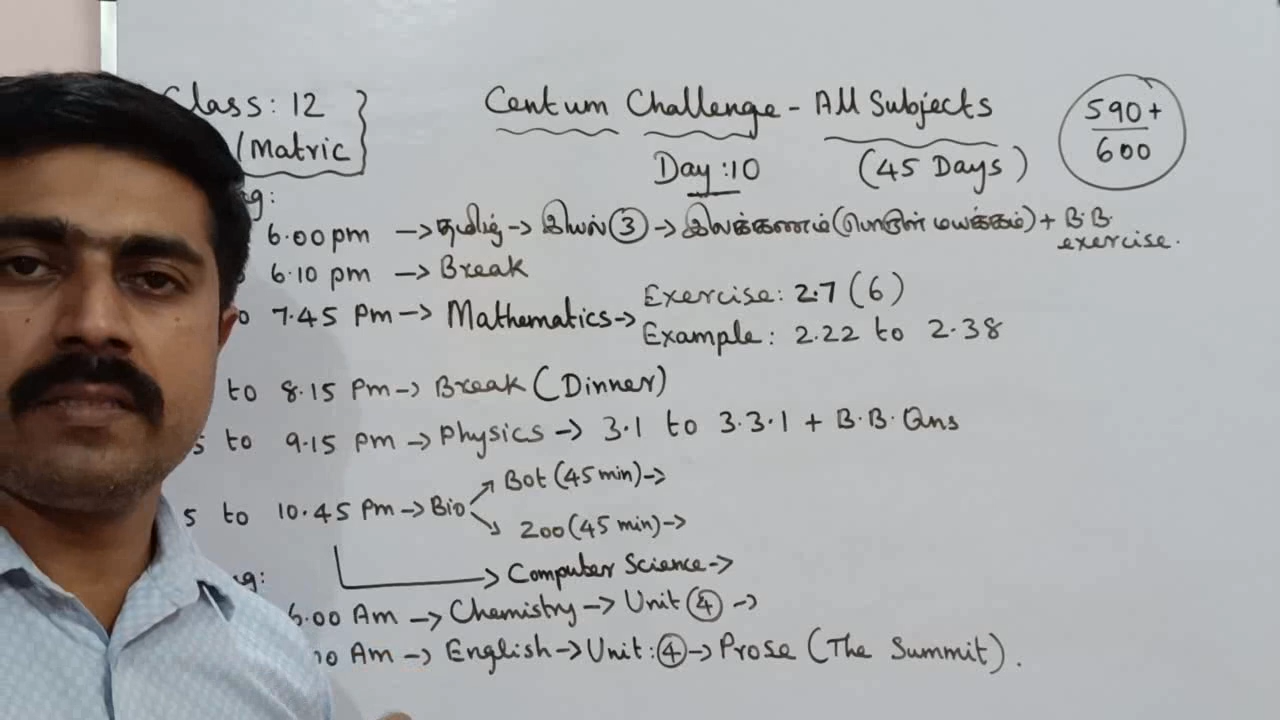 Class: 12
(Matric
Centum Challenge - All Subjects
Day: 10 (45 Days)
590+
600
g:
6.00 pm → தமிழ் → இயல் ③ → இலக்கணம் (பொருள் மயக்கம்) + B.B. exercise.
6.10 pm → Break
7.45 Pm → Mathematics → Exercise: 2.7 (6)
Example: 2.22 to 2.38
to 8.15 Pm → Break (Dinner)
5 to 9.15 pm → Physics → 3.1 to 3.3.1 + B.B. Qns
5 to 10.45 Pm → Bio → Bot (45 min) →
→ Zoo (45 min) →
→ Computer Science →
g:
6.00 Am → Chemistry → Unit ④ →
Am → English → Unit: ④ → Prose (The Summit).